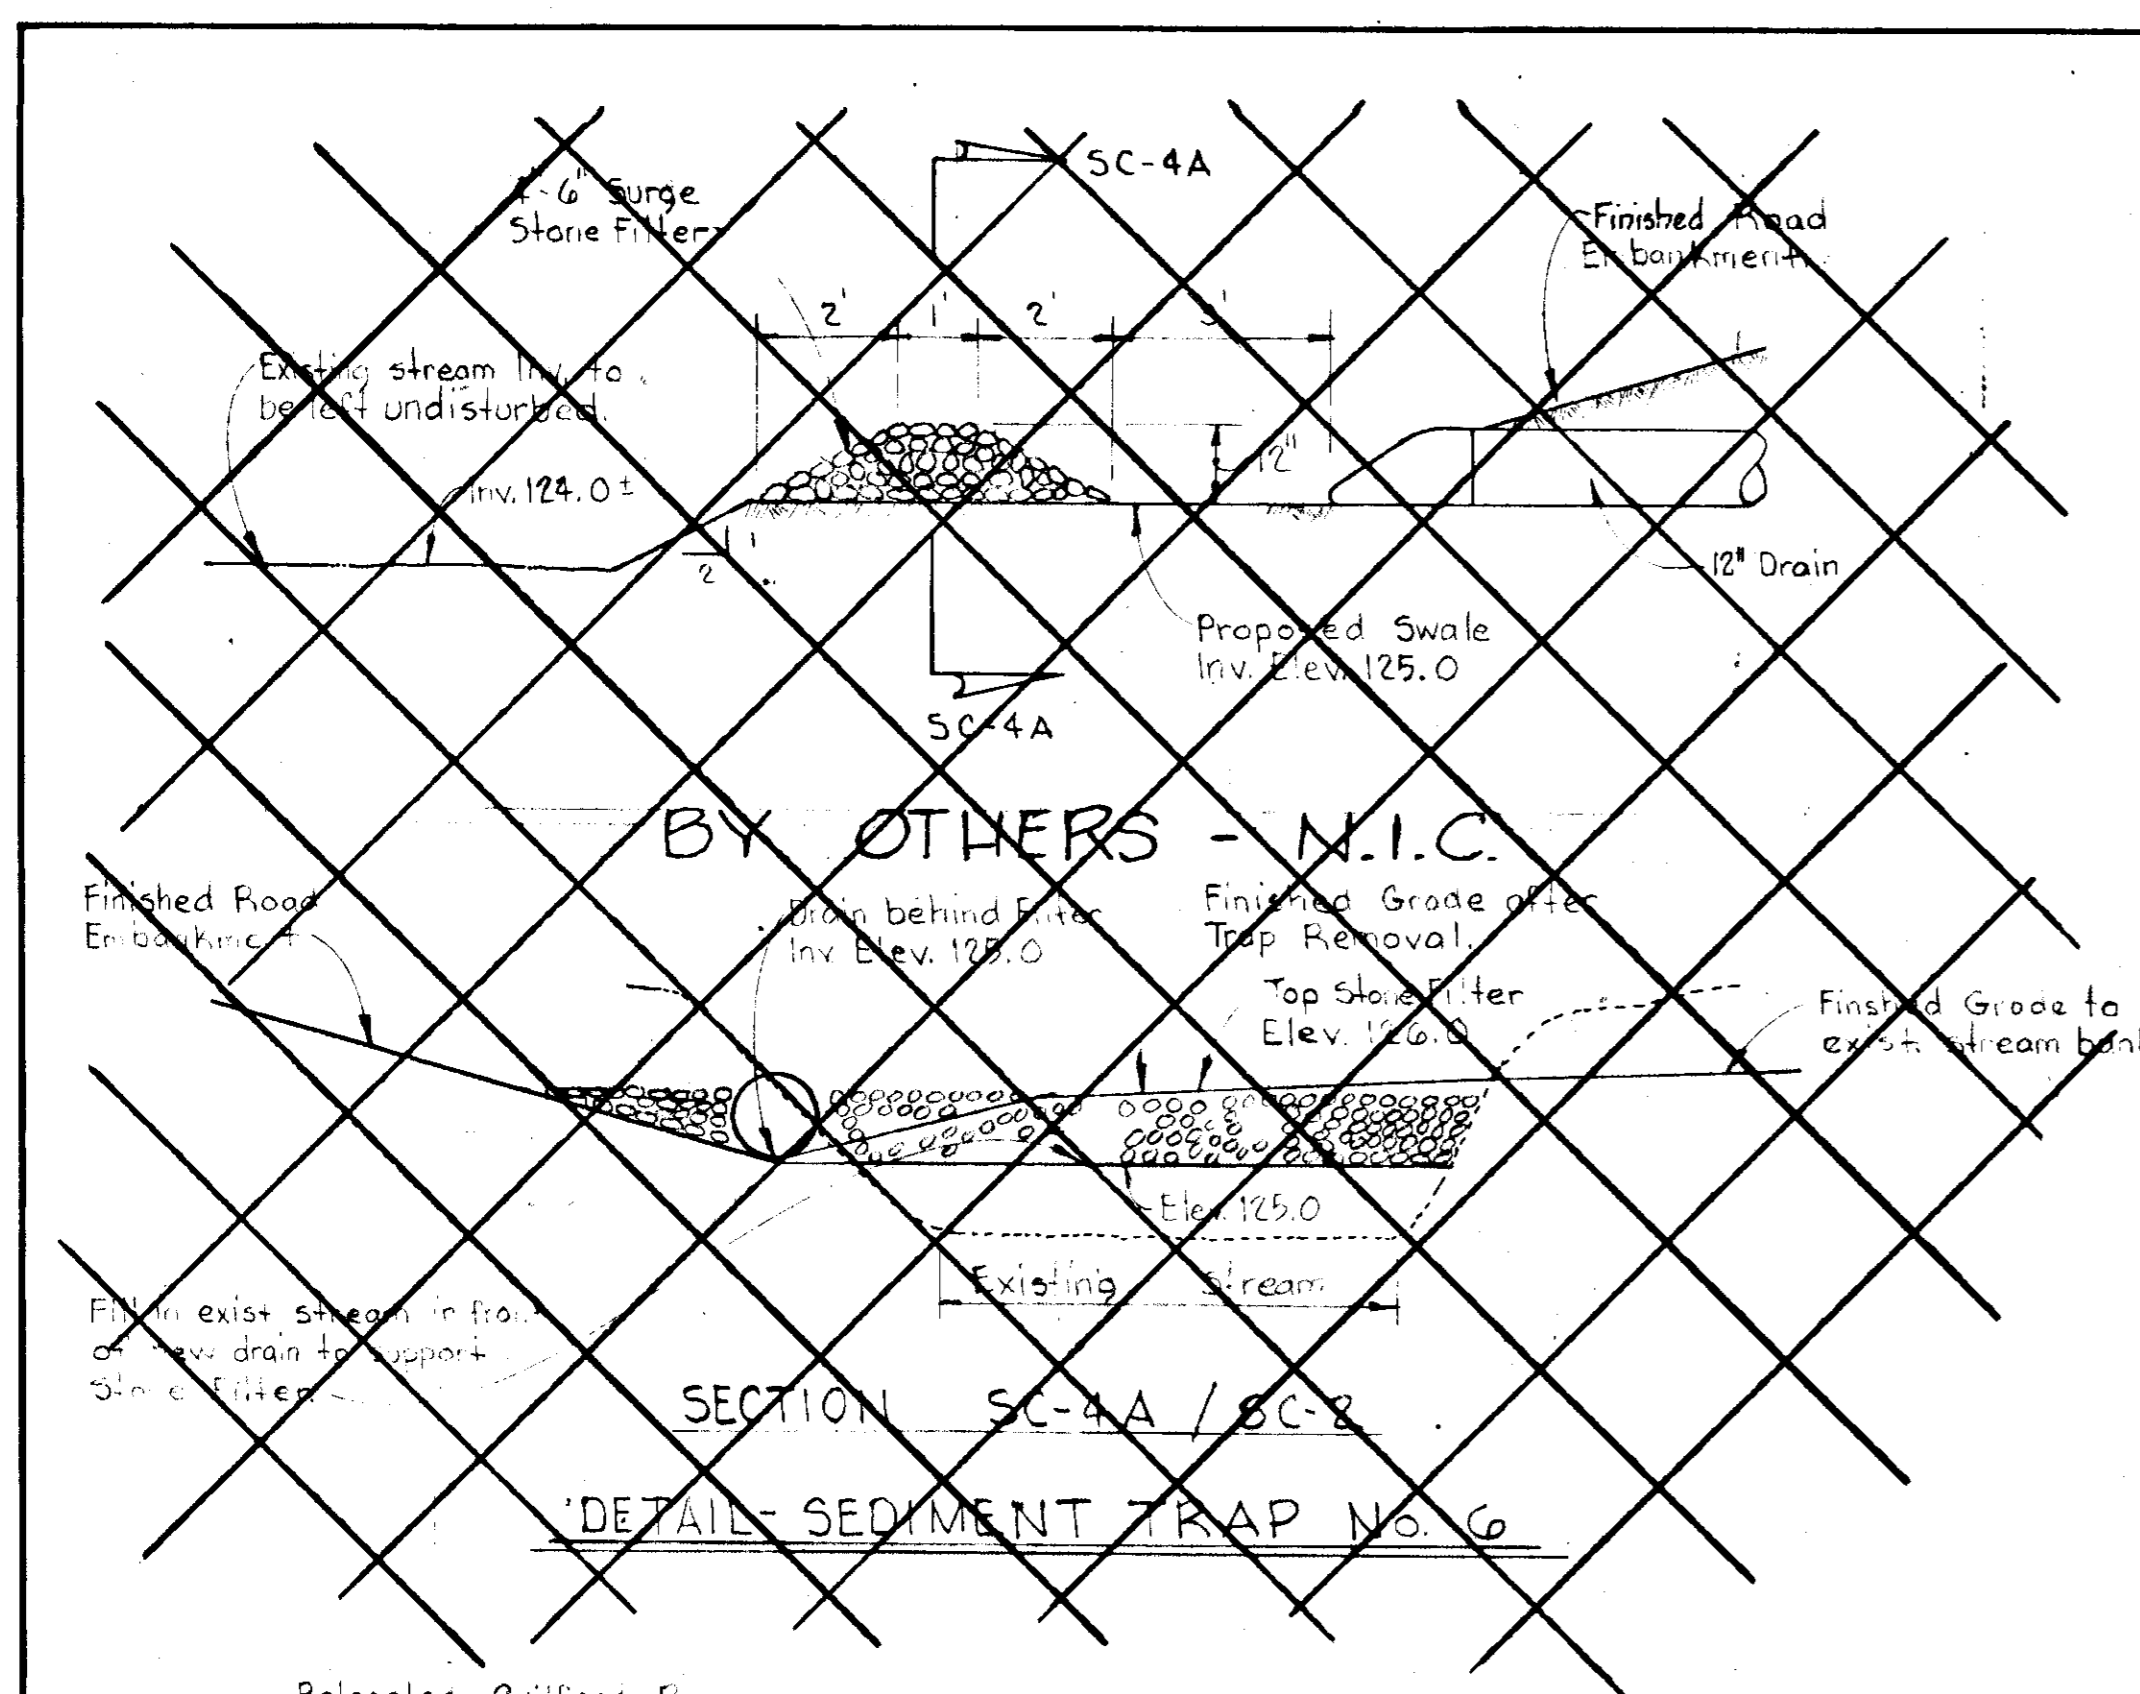 SC-4A
4"-6" Surge
Stone Filter
Finished Road
Embankment
2' 1' 2' 3'
Existing stream Inv. to
be left undisturbed.
12"
Inv. 124.0 ±
1
2
12" Drain
Proposed Swale
Inv. Elev. 125.0
SC-4A
BY OTHERS - N.I.C.
Finished Road
Embankment
Drain behind Filter
Inv. Elev. 125.0
Finished Grade after
Trap Removal.
Top Stone Filter
Elev. 126.0
Finshed Grade to
exist. stream bank
Elev. 125.0
Existing Stream
Fill in exist stream in front
of new drain to support
Stone Filter.
SECTION SC-4A / SC-8
DETAIL - SEDIMENT TRAP No. 6